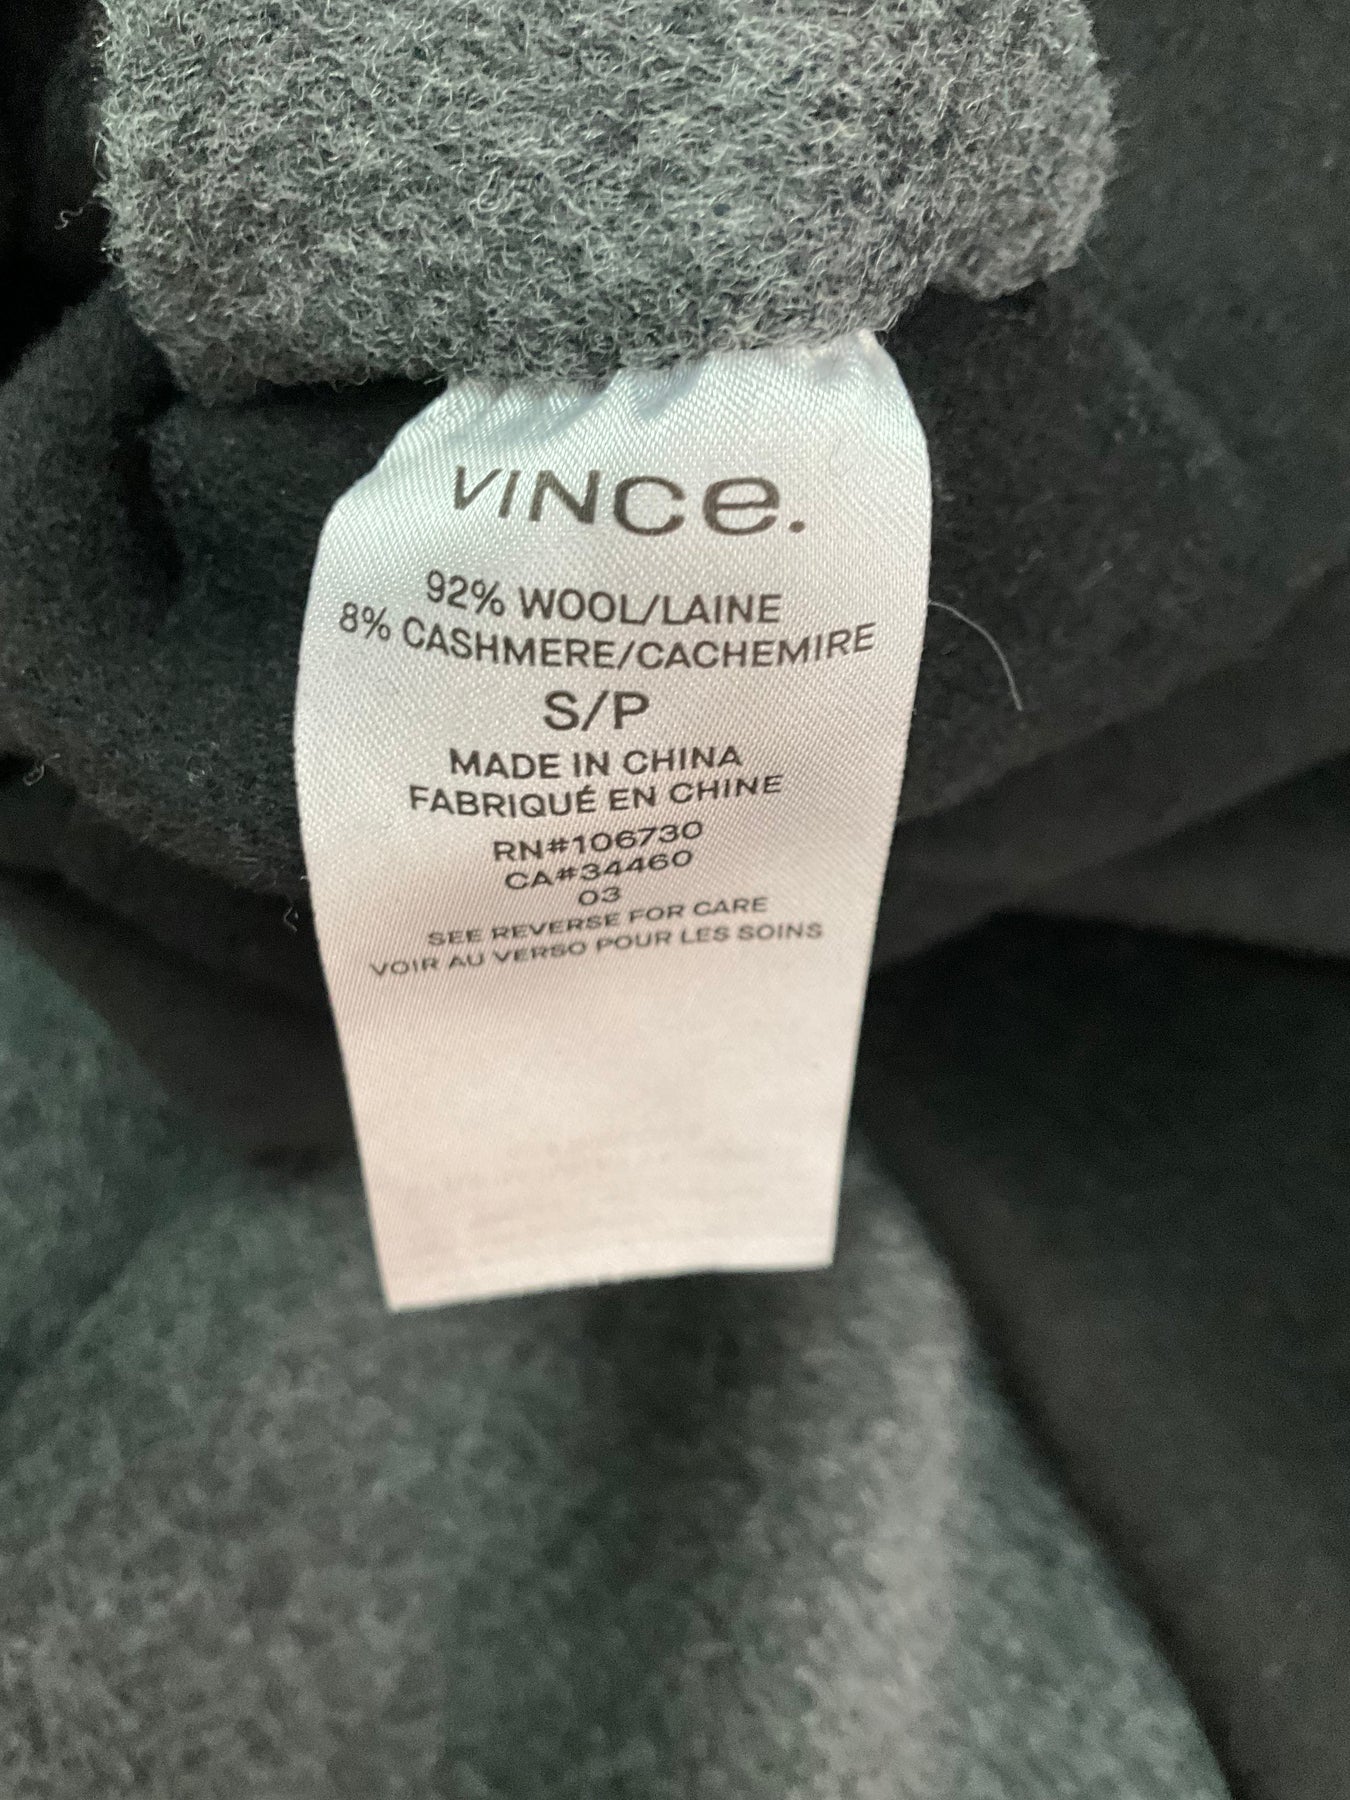 VINCe.
92% WOOL/LAINE
8% CASHMERE/CACHEMIRE
S/P
MADE IN CHINA
FABRIQUÉ EN CHINE
RN#106730
CA#34460
03
SEE REVERSE FOR CARE
VOIR AU VERSO POUR LES SOINS